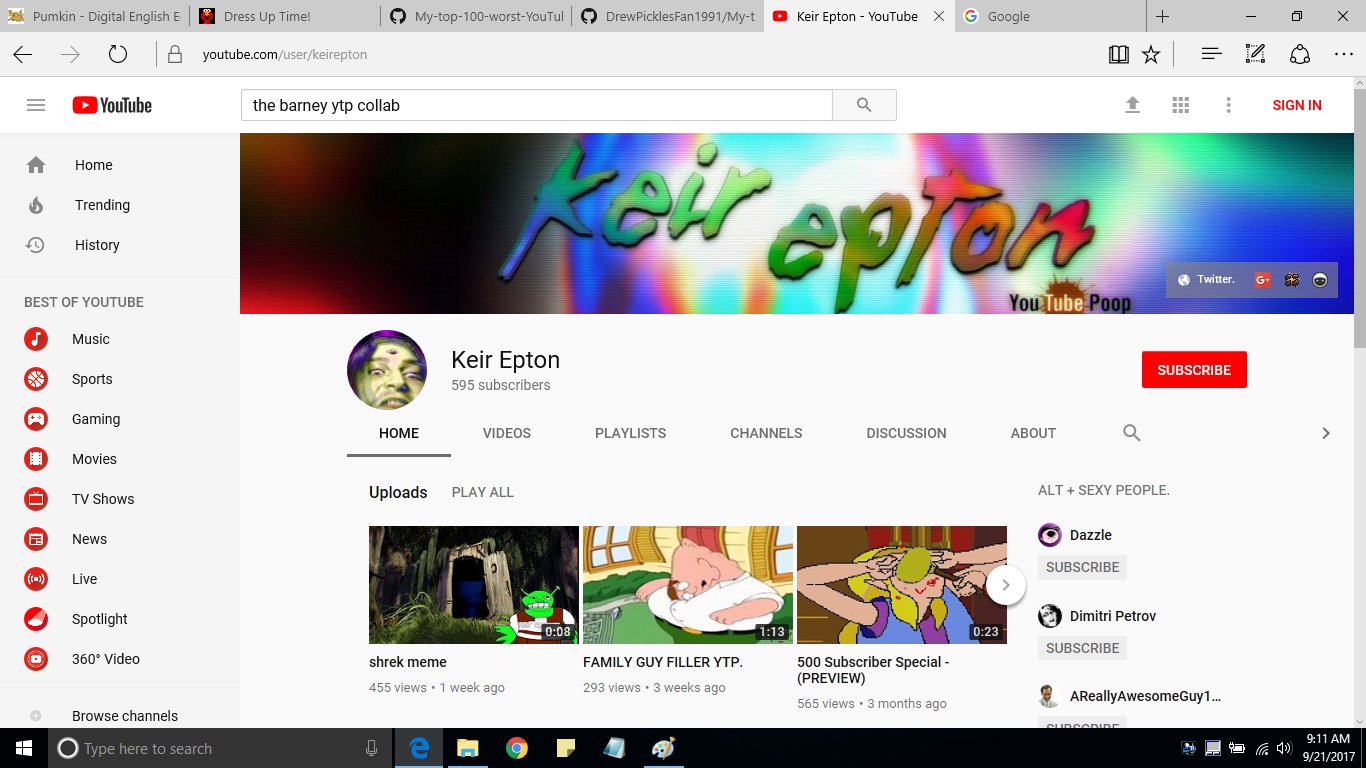 Pumkin - Digital English E
Dress Up Time!
My-top-100-worst-YouTul
DrewPicklesFan1991/My-t
Keir Epton - YouTube
Google
youtube.com/user/keirepton
YouTube
the barney ytp collab
SIGN IN
Home
Trending
History
BEST OF YOUTUBE
Music
Sports
Gaming
Movies
TV Shows
News
Live
Spotlight
360° Video
Browse channels
keir epton
Twitter.
G+
You Tube Poop
Keir Epton
595 subscribers
SUBSCRIBE
HOME
VIDEOS
PLAYLISTS
CHANNELS
DISCUSSION
ABOUT
Uploads
PLAY ALL
0:08
1:13
0:23
shrek meme
455 views • 1 week ago
FAMILY GUY FILLER YTP.
293 views • 3 weeks ago
500 Subscriber Special -
(PREVIEW)
565 views • 3 months ago
ALT + SEXY PEOPLE.
Dazzle
SUBSCRIBE
Dimitri Petrov
SUBSCRIBE
AReallyAwesomeGuy1...
SUBSCRIBE
Type here to search
9:11 AM
9/21/2017